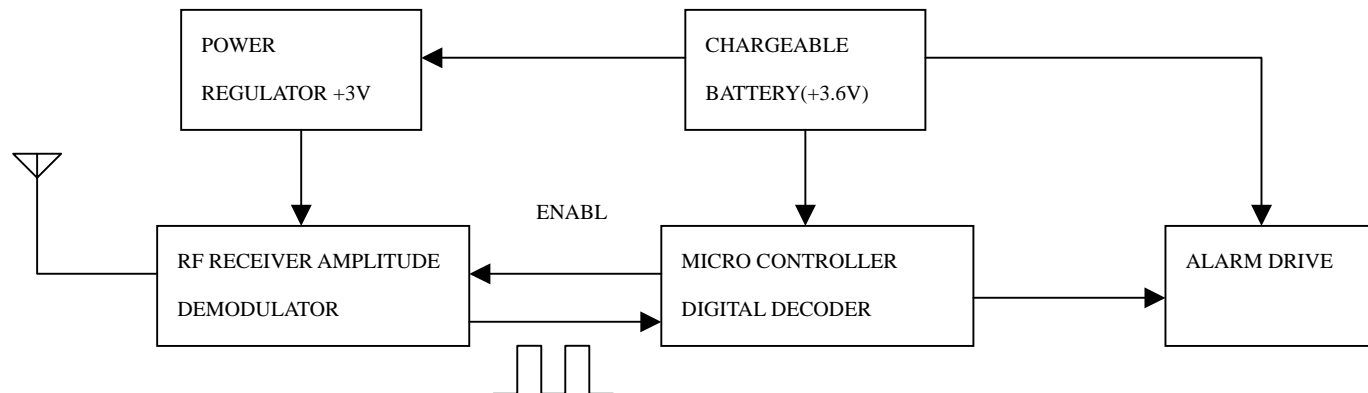 POWER
REGULATOR +3V
CHARGEABLE
BATTERY(+3.6V)
ENABL
RF RECEIVER AMPLITUDE
DEMODULATOR
MICRO CONTROLLER
DIGITAL DECODER
ALARM DRIVE